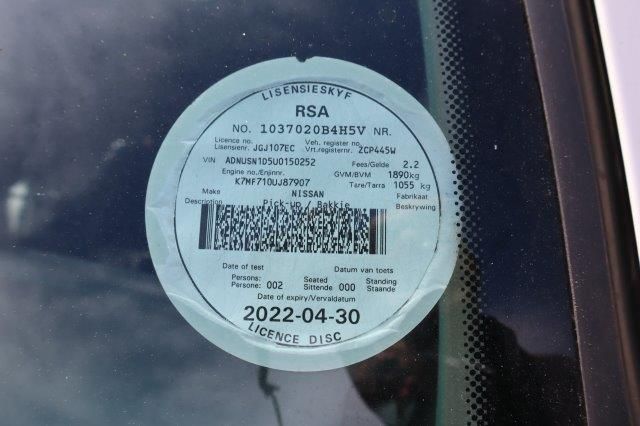 LISENSIESKYF
RSA
NO. 1037020B4H5V NR.
Licence no. Veh. register no.
Lisensienr. JGJ107EC Vrt.registernr. ZCP445W
VIN ADNUSN1D5U0150252 Fees/Gelde 2.2
Engine no./Enjinnr. GVM/BVM 1890kg
K7MF710UJ87907 Tare/Tarra 1055 kg
Make NISSAN Fabrikaat
Description Pick-up / Bakkie Beskrywing
Date of test Datum van toets
Persons: Seated Standing
Persone: 002 Sittende 000 Staande
Date of expiry/Vervaldatum
2022-04-30
LICENCE DISC